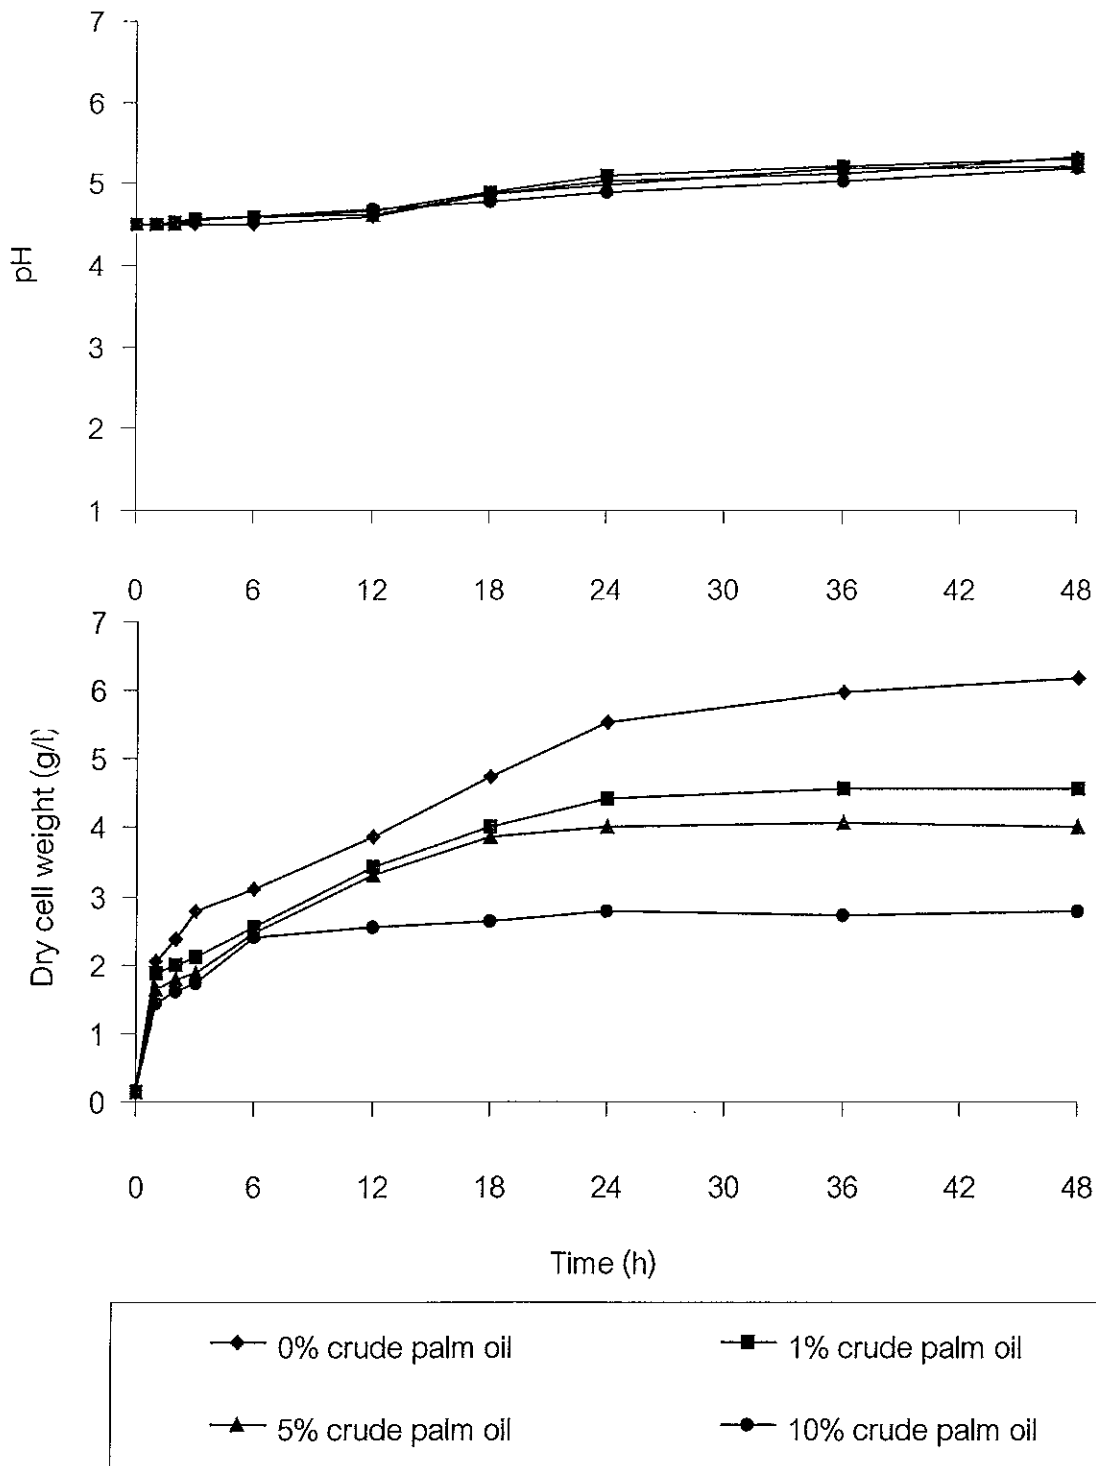 7
6
5
4
3
2
1
pH
0 6 12 18 24 30 36 42 48
7
6
5
4
3
2
1
0
Dry cell weight (g/l)
0 6 12 18 24 30 36 42 48
Time (h)
0% crude palm oil 1% crude palm oil
5% crude palm oil 10% crude palm oil